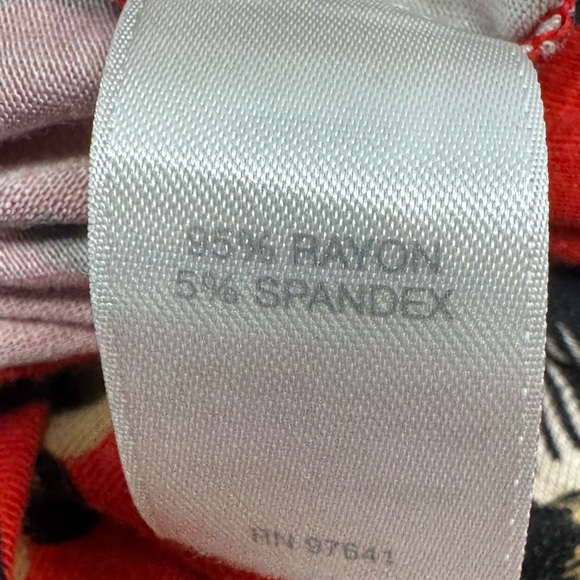 95% RAYON
5% SPANDEX
RN 97641